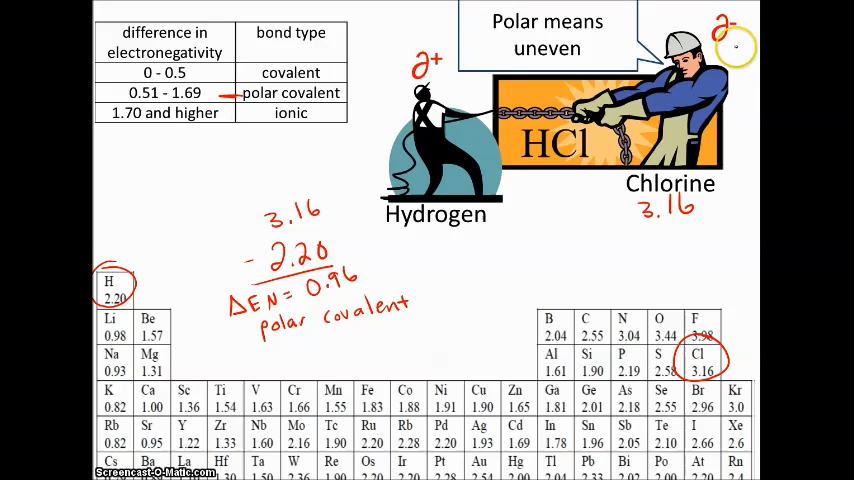 difference in electronegativity	bond type
0 - 0.5	covalent
0.51 - 1.69	polar covalent
1.70 and higher	ionic
Polar means
uneven
∂+
∂-
HCl
Hydrogen
Chlorine
3.16
3.16
- 2.20
ΔEN = 0.96
polar covalent
H
2.20
Li Be B C N O F
0.98 1.57 2.04 2.55 3.04 3.44 3.98
Na Mg Al Si P S Cl
0.93 1.31 1.61 1.90 2.19 2.58 3.16
K Ca Sc Ti V Cr Mn Fe Co Ni Cu Zn Ga Ge As Se Br Kr
0.82 1.00 1.36 1.54 1.63 1.66 1.55 1.83 1.88 1.91 1.90 1.65 1.81 2.01 2.18 2.55 2.96 3.0
Rb Sr Y Zr Nb Mo Tc Ru Rb Pd Ag Cd In Sn Sb Te I Xe
0.82 0.95 1.22 1.33 1.60 2.16 1.90 2.20 2.28 2.20 1.93 1.69 1.78 1.96 2.05 2.10 2.66 2.6
Cs Ba La Hf Ta W Re Os Ir Pt Au Hg Tl Pb Bi Po At Rn
Screencast-O-Matic.com